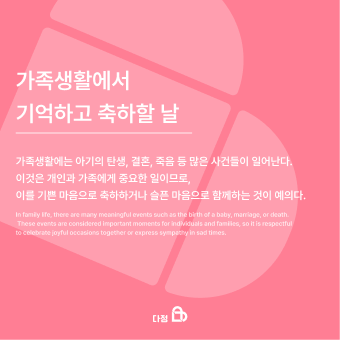 가족생활에서
기억하고 축하할 날
가족생활에는 아기의 탄생, 결혼, 죽음 등 많은 사건들이 일어난다.
이것은 개인과 가족에게 중요한 일이므로,
이를 기쁜 마음으로 축하하거나 슬픈 마음으로 함께하는 것이 예의다.
In family life, there are many meaningful events such as the birth of a baby, marriage, or death.
These events are considered important moments for individuals and families, so it is respectful
to celebrate joyful occasions together or express sympathy in sad times.
다정